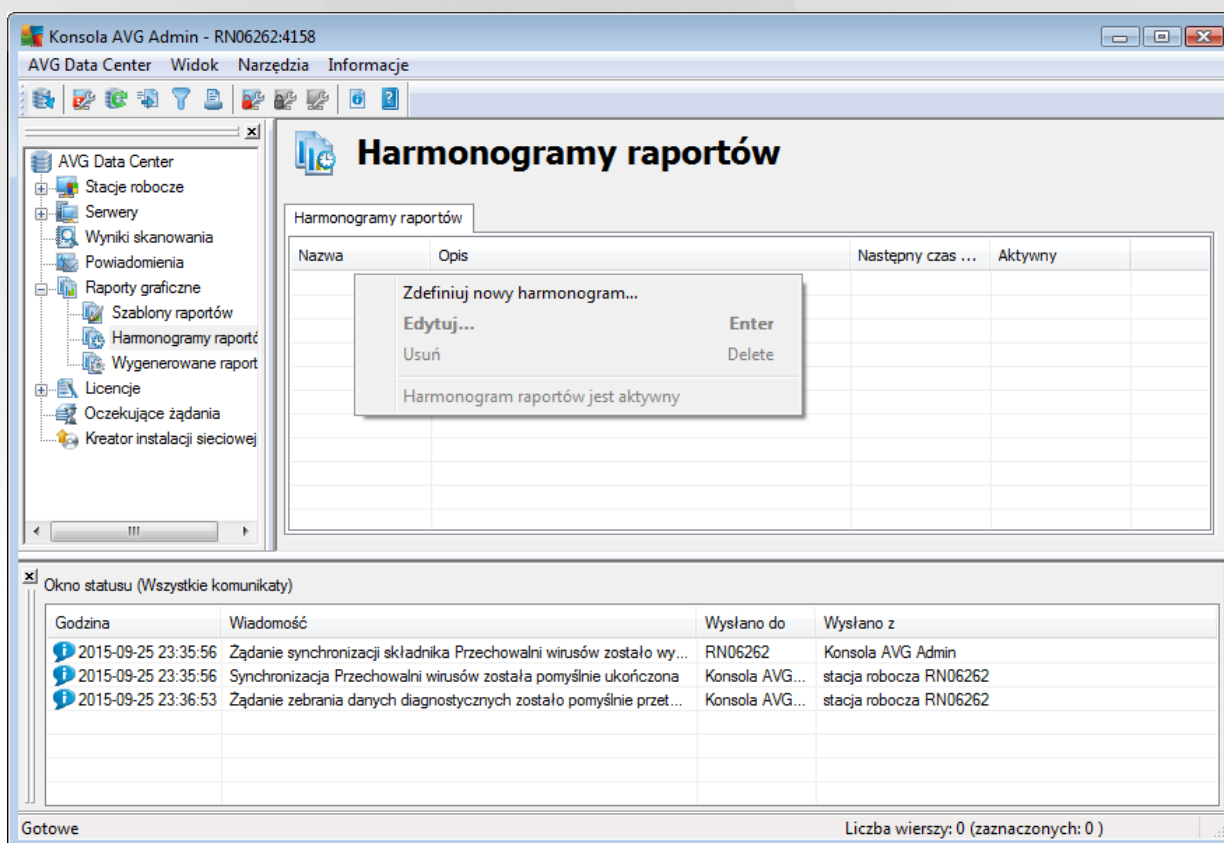 Konsola AVG Admin - RN06262:4158
AVG Data Center Widok Narzędzia Informacje
AVG Data Center
Stacje robocze
Serwery
Wyniki skanowania
Powiadomienia
Raporty graficzne
Szablony raportów
Harmonogramy raportó
Wygenerowane raport
Licencje
Oczekujące żądania
Kreator instalacji sieciowej
Harmonogramy raportów
Harmonogramy raportów
Nazwa Opis Następny czas ... Aktywny
Zdefiniuj nowy harmonogram...
Edytuj... Enter
Usuń Delete
Harmonogram raportów jest aktywny
Okno statusu (Wszystkie komunikaty)
Godzina Wiadomość Wysłano do Wysłano z
2015-09-25 23:35:56 Żądanie synchronizacji składnika Przechowalni wirusów zostało wy... RN06262 Konsola AVG Admin
2015-09-25 23:35:56 Synchronizacja Przechowalni wirusów została pomyślnie ukończona Konsola AVG... stacja robocza RN06262
2015-09-25 23:36:53 Żądanie zebrania danych diagnostycznych zostało pomyślnie przet... Konsola AVG... stacja robocza RN06262
Gotowe Liczba wierszy: 0 (zaznaczonych: 0 )